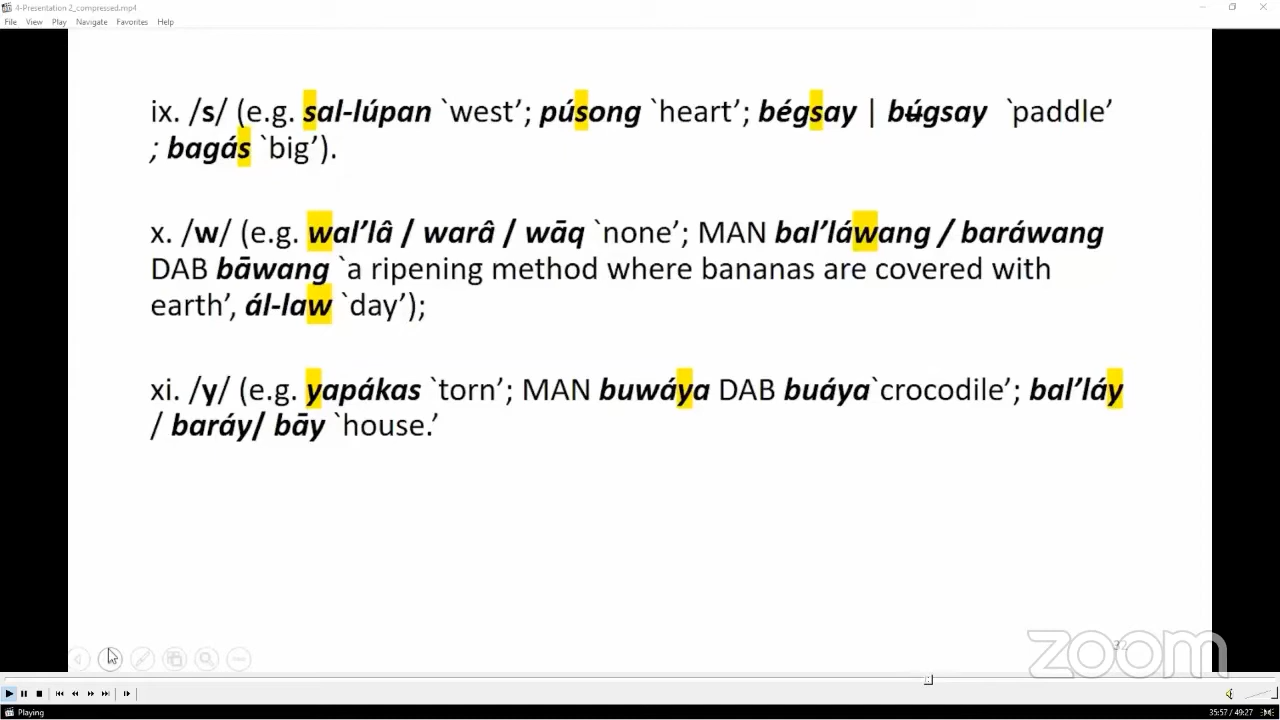 4-Presentation 2_compressed.mp4
File View Play Navigate Favorites Help
ix. /s/ (e.g. sal-lúpan `west’; púsong `heart’; bégsay | bʉ́gsay `paddle’
; bagás `big’).
x. /w/ (e.g. wal’lâ / warâ / wāq `none’; MAN bal’láwang / baráwang
DAB bāwang `a ripening method where bananas are covered with
earth’, ál-law `day’);
xi. /y/ (e.g. yapákas `torn’; MAN buwáya DAB buáya`crocodile’; bal’láy
/ baráy/ bāy `house.’
32
zoom
Playing
35:57 / 49:27